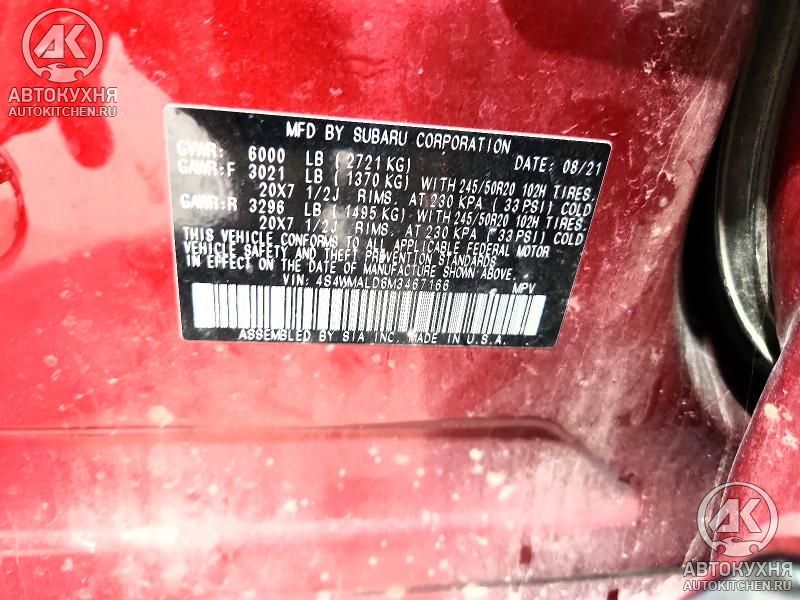 AK
АВТОКУХНЯ
AUTOKITCHEN.RU
MFD BY SUBARU CORPORATION
GVWR: 6000 LB ( 2721 KG) DATE: 08/21
GAWR:F 3021 LB ( 1370 KG) WITH 245/50R20 102H TIRES.
20X7 1/2J RIMS. AT 230 KPA ( 33 PSI) COLD
GAWR:R 3296 LB ( 1495 KG) WITH 245/50R20 102H TIRES.
20X7 1/2J RIMS. AT 230 KPA ( 33 PSI) COLD
THIS VEHICLE CONFORMS TO ALL APPLICABLE FEDERAL MOTOR
VEHICLE SAFETY AND THEFT PREVENTION STANDARDS
IN EFFECT ON THE DATE OF MANUFACTURE SHOWN ABOVE.
VIN: 4S4WMALD6M3467166 MPV
ASSEMBLED BY SIA INC. MADE IN U.S.A.
AK
АВТОКУХНЯ
AUTOKITCHEN.RU